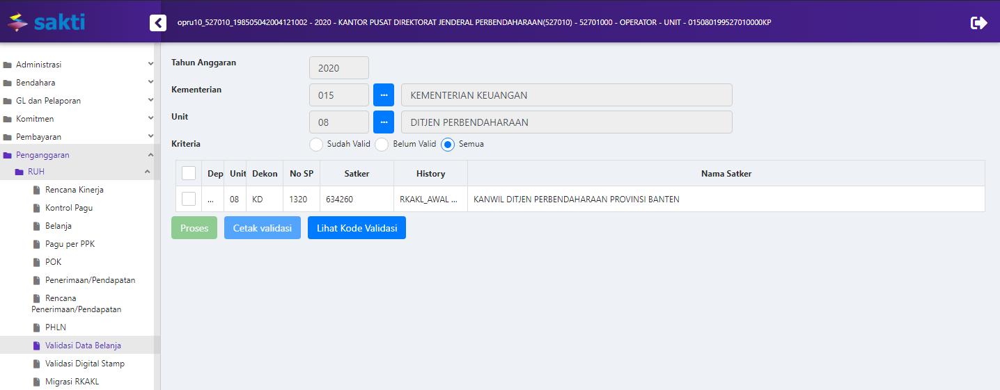 sakti
opru10_527010_198505042004121002 - 2020 - KANTOR PUSAT DIREKTORAT JENDERAL PERBENDAHARAAN(527010) - 52701000 - OPERATOR - UNIT - 015080199527010000KP
Administrasi
Bendahara
GL dan Pelaporan
Komitmen
Pembayaran
Penganggaran
RUH
Rencana Kinerja
Kontrol Pagu
Belanja
Pagu per PPK
POK
Penerimaan/Pendapatan
Rencana
Penerimaan/Pendapatan
PHLN
Validasi Data Belanja
Validasi Digital Stamp
Migrasi RKAKL
Tahun Anggaran 2020
Kementerian 015 ... KEMENTERIAN KEUANGAN
Unit 08 ... DITJEN PERBENDAHARAAN
Kriteria Sudah Valid Belum Valid Semua
Dep Unit Dekon No SP Satker History Nama Satker
... 08 KD 1320 634260 RKAKL_AWAL ... KANWIL DITJEN PERBENDAHARAAN PROVINSI BANTEN
Proses Cetak validasi Lihat Kode Validasi